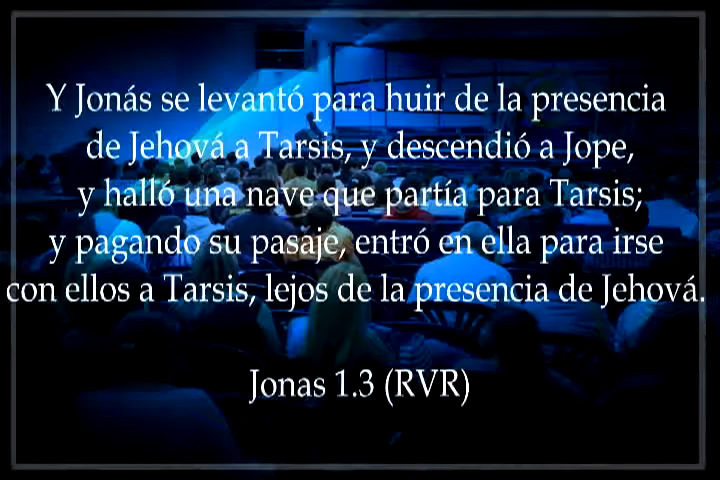 Y Jonás se levantó para huir de la presencia
de Jehová a Tarsis, y descendió a Jope,
y halló una nave que partía para Tarsis;
y pagando su pasaje, entró en ella para irse
con ellos a Tarsis, lejos de la presencia de Jehová.
Jonas 1.3 (RVR)